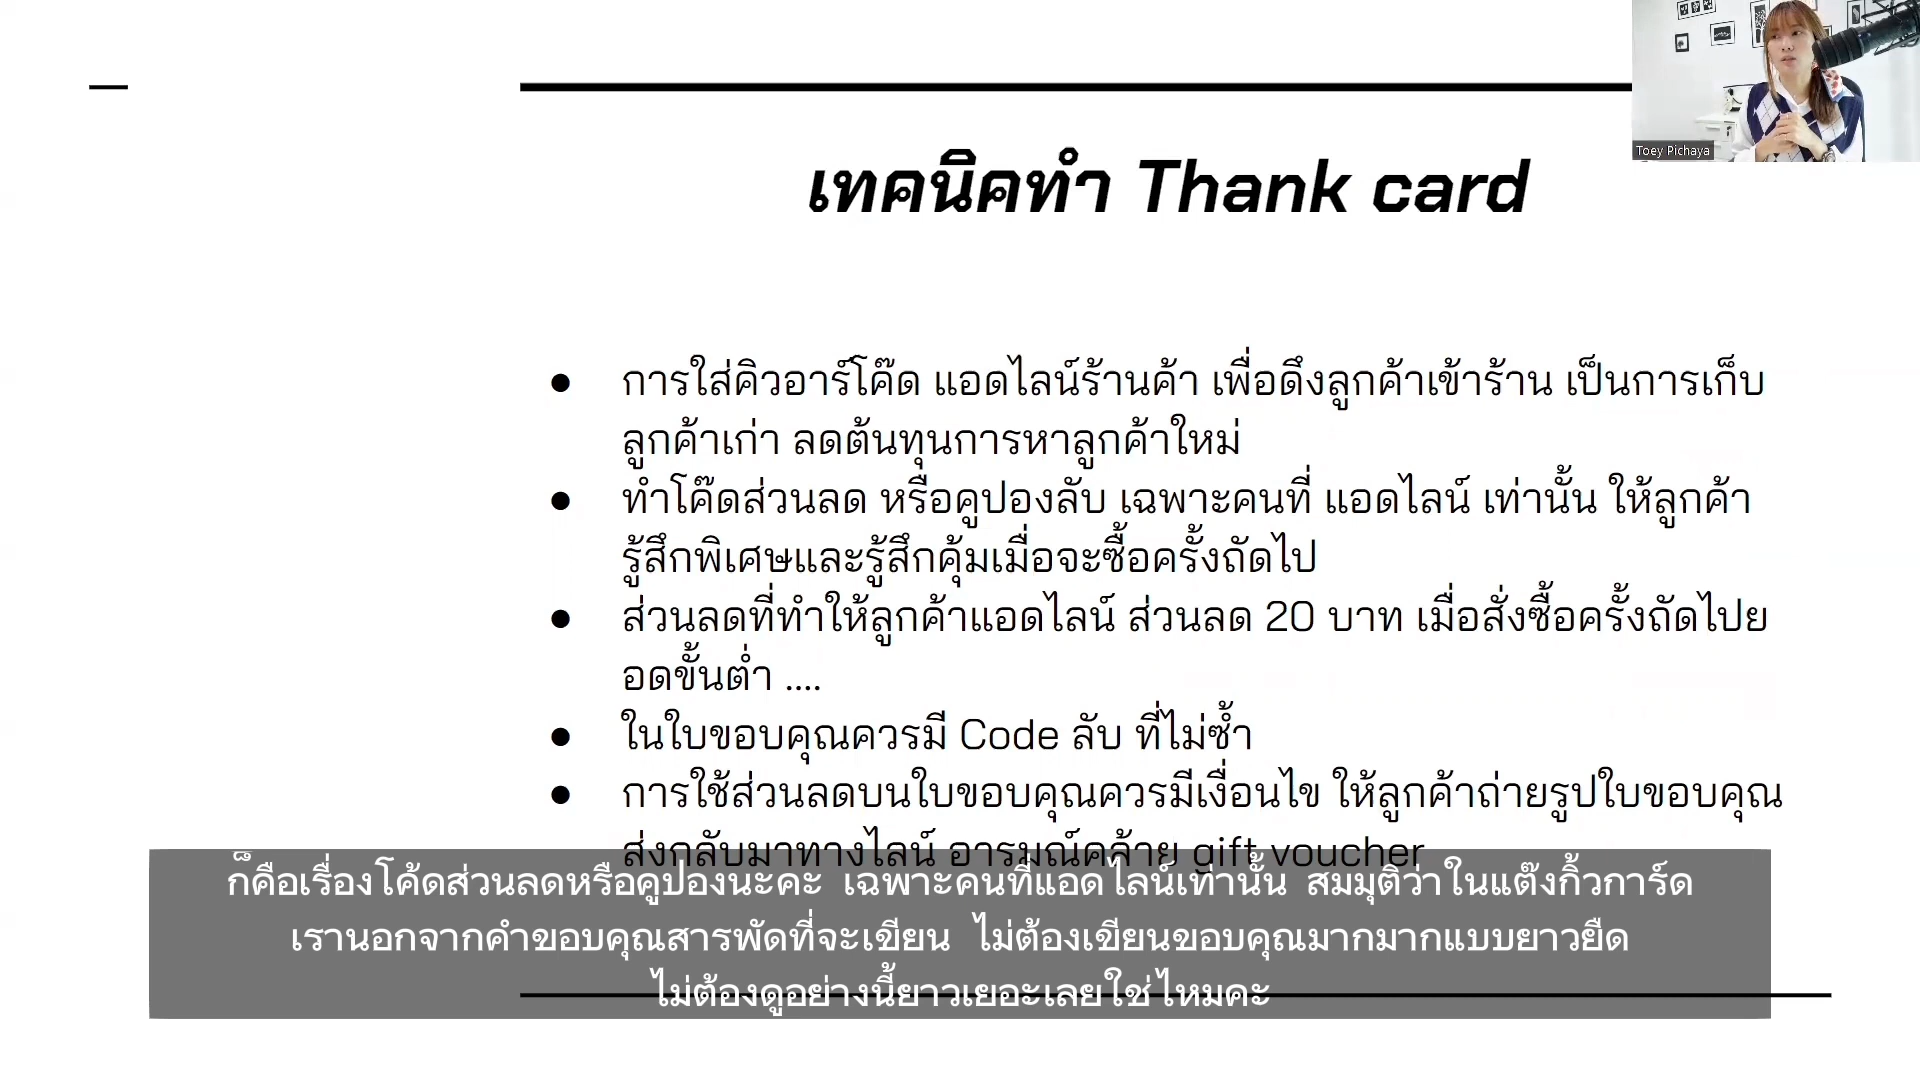 Toey Pichaya
เทคนิคทำ Thank card
● การใส่คิวอาร์โค๊ด แอดไลน์ร้านค้า เพื่อดึงลูกค้าเข้าร้าน เป็นการเก็บ
ลูกค้าเก่า ลดต้นทุนการหาลูกค้าใหม่
● ทำโค๊ดส่วนลด หรือคูปองลับ เฉพาะคนที่ แอดไลน์ เท่านั้น ให้ลูกค้า
รู้สึกพิเศษและรู้สึกคุ้มเมื่อจะซื้อครั้งถัดไป
● ส่วนลดที่ทำให้ลูกค้าแอดไลน์ ส่วนลด 20 บาท เมื่อสั่งซื้อครั้งถัดไปย
อดขั้นต่ำ ....
● ในใบขอบคุณควรมี Code ลับ ที่ไม่ซ้ำ
● การใช้ส่วนลดบนใบขอบคุณควรมีเงื่อนไข ให้ลูกค้าถ่ายรูปใบขอบคุณ
ส่งกลับมาทางไลน์ อารมณ์คล้าย gift voucher
ก็คือเรื่องโค้ดส่วนลดหรือคูปองนะคะ เฉพาะคนที่แอดไลน์เท่านั้น สมมุติว่าในแต๊งกิ้วการ์ด
เรานอกจากคำขอบคุณสารพัดที่จะเขียน ไม่ต้องเขียนขอบคุณมากมากแบบยาวยืด
ไม่ต้องดูอย่างนี้ยาวเยอะเลยใช่ไหมคะ